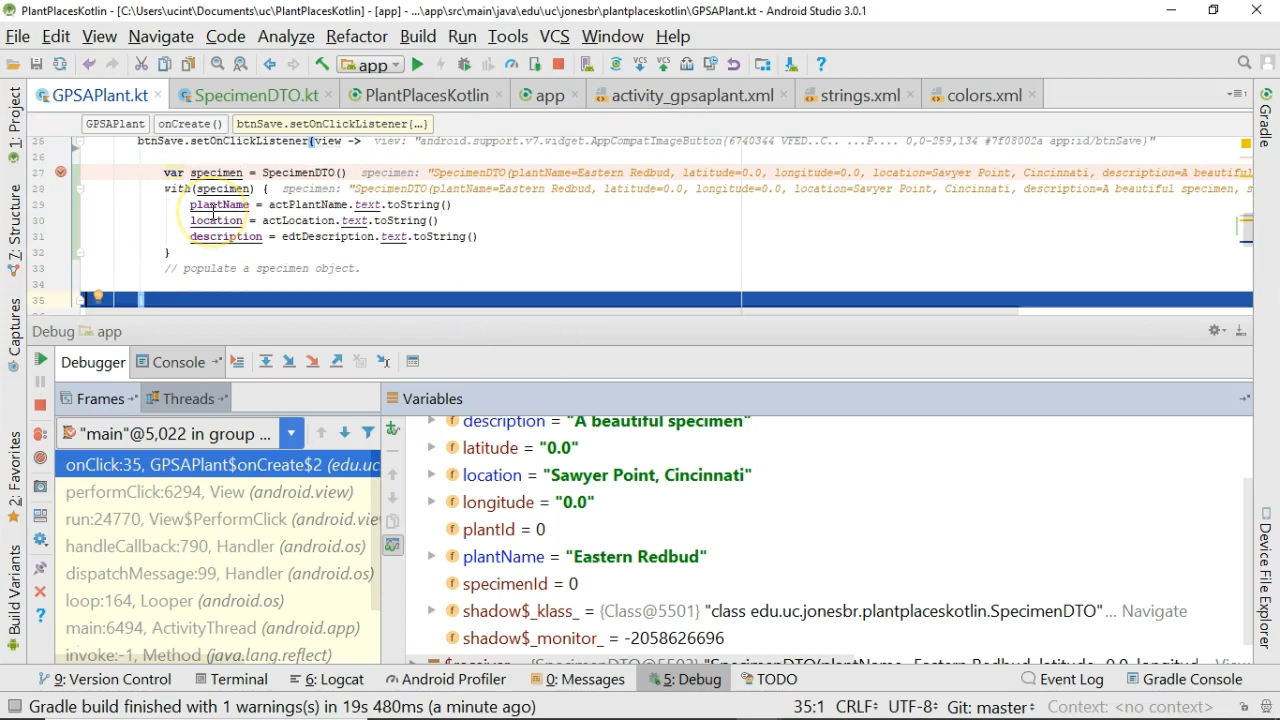 PlantPlacesKotlin - [C:\Users\ucint\Documents\uc\PlantPlacesKotlin] - [app] - ...\app\src\main\java\edu\uc\jonesbr\plantplaceskotlin\GPSAPlant.kt - Android Studio 3.0.1
File Edit View Navigate Code Analyze Refactor Build Run Tools VCS Window Help
app
GPSAPlant.kt SpecimenDTO.kt PlantPlacesKotlin app activity_gpsaplant.xml strings.xml colors.xml
GPSAPlant onCreate() btnSave.setOnClickListener{...}
25 btnSave.setOnClickListener{view -> view: "android.support.v7.widget.AppCompatImageButton{6740344 VFED..C.. ...P.... 0,0-259,134 #7f08002a app:id/btnSave}"
26
27 var specimen = SpecimenDTO() specimen: "SpecimenDTO(plantName=Eastern Redbud, latitude=0.0, longitude=0.0, location=Sawyer Point, Cincinnati, description=A beautiful
28 with(specimen) { specimen: "SpecimenDTO(plantName=Eastern Redbud, latitude=0.0, longitude=0.0, location=Sawyer Point, Cincinnati, description=A beautiful specimen, s
29 plantName = actPlantName.text.toString()
30 location = actLocation.text.toString()
31 description = edtDescription.text.toString()
32 }
33 // populate a specimen object.
34
35 }
Debug app
Debugger Console
Frames Threads Variables
"main"@5,022 in group ...
onClick:35, GPSAPlant$onCreate$2 (edu.uc
performClick:6294, View (android.view)
run:24770, View$PerformClick (android.vie
handleCallback:790, Handler (android.os)
dispatchMessage:99, Handler (android.os)
loop:164, Looper (android.os)
main:6494, ActivityThread (android.app)
invoke:-1, Method (java.lang.reflect)
description = "A beautiful specimen"
latitude = "0.0"
location = "Sawyer Point, Cincinnati"
longitude = "0.0"
plantId = 0
plantName = "Eastern Redbud"
specimenId = 0
shadow$_klass_ = {Class@5501} "class edu.uc.jonesbr.plantplaceskotlin.SpecimenDTO"... Navigate
shadow$_monitor_ = -2058626696
1: Project
7: Structure
Captures
2: Favorites
Build Variants
Gradle
Device File Explorer
9: Version Control Terminal 6: Logcat Android Profiler 0: Messages 5: Debug TODO Event Log Gradle Console
Gradle build finished with 1 warnings(s) in 19s 480ms (a minute ago) 35:1 CRLF UTF-8 Git: master Context: <no context>